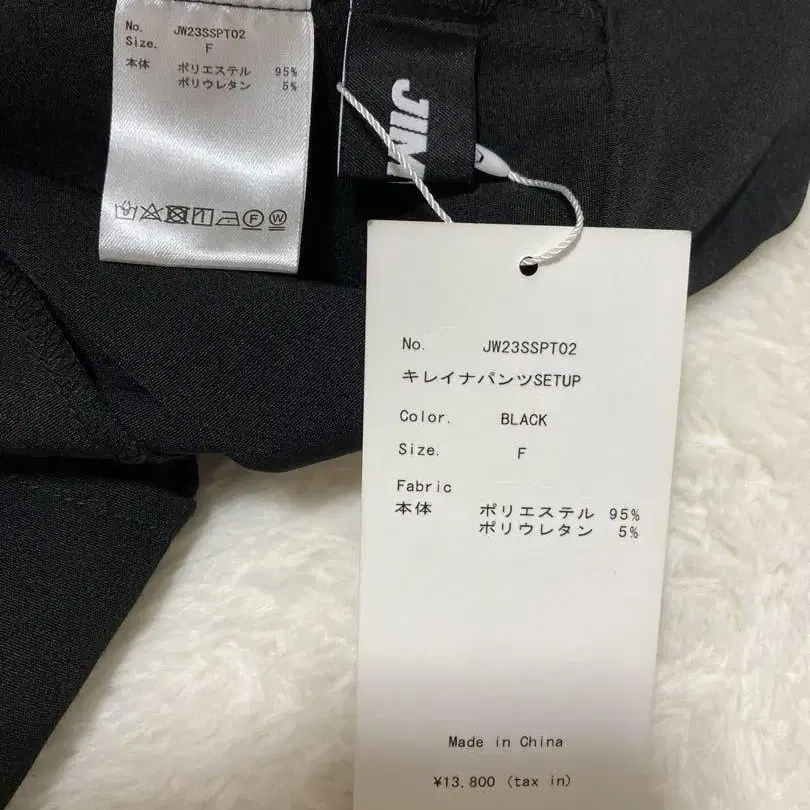 No. JW23SSPT02
Size. F
本体 ポリエステル 95%
ポリウレタン 5%
JIM
No. JW23SSPT02
キレイナパンツSETUP
Color. BLACK
Size. F
Fabric
本体 ポリエステル 95%
ポリウレタン 5%
Made in China
¥13,800 (tax in)